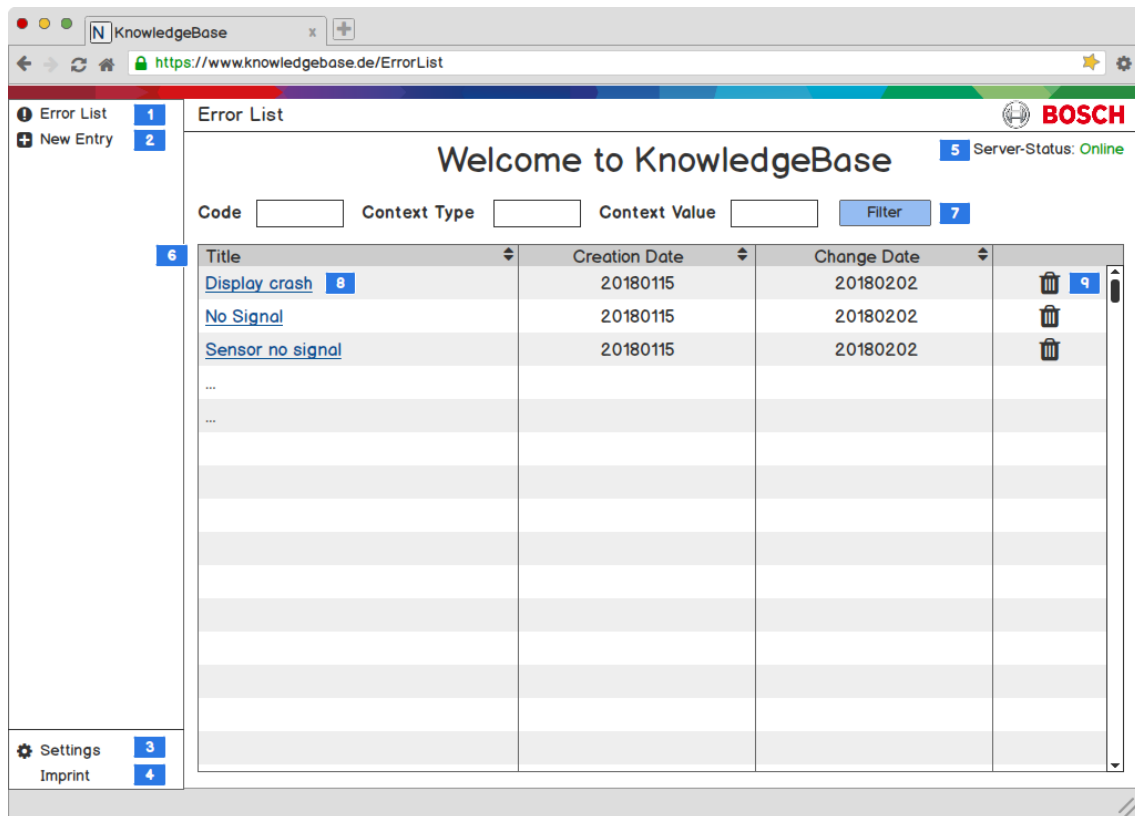 N KnowledgeBase x
https://www.knowledgebase.de/ErrorList
Error List 1
New Entry 2
Error List
BOSCH
Welcome to KnowledgeBase
5 Server-Status: Online
Code Context Type Context Value Filter 7
6 Title Creation Date Change Date
Display crash 8 20180115 20180202 9
No Signal 20180115 20180202
Sensor no signal 20180115 20180202
...
...
Settings 3
Imprint 4